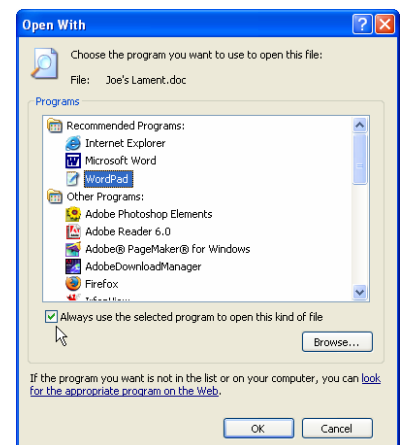 Open With
Choose the program you want to use to open this file:
File: Joe's Lament.doc
Programs
Recommended Programs:
Internet Explorer
Microsoft Word
WordPad
Other Programs:
Adobe Photoshop Elements
Adobe Reader 6.0
Adobe® PageMaker® for Windows
AdobeDownloadManager
Firefox
Always use the selected program to open this kind of file
Browse...
If the program you want is not in the list or on your computer, you can look
for the appropriate program on the Web.
OK Cancel